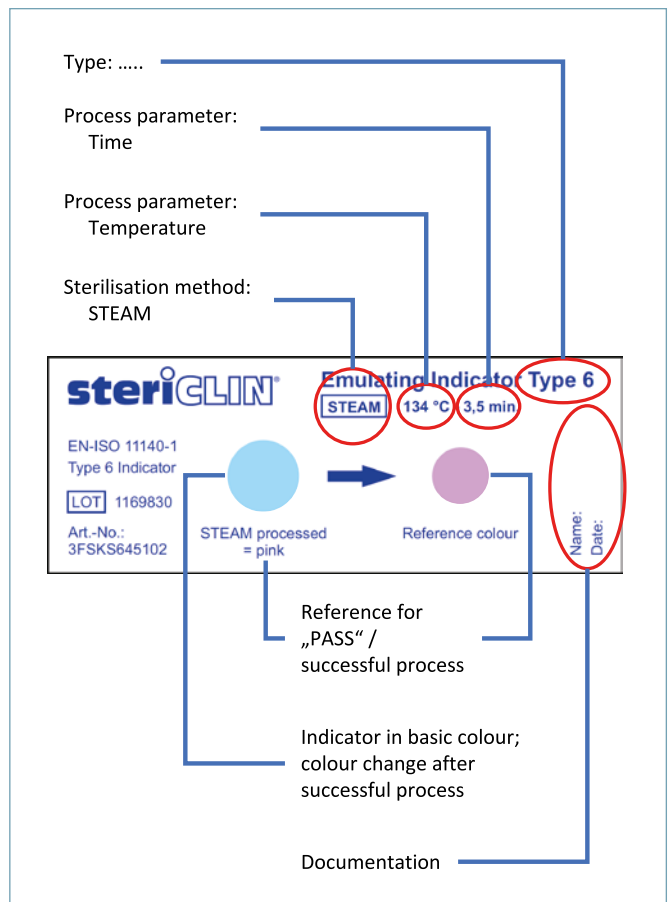 Type: .....
Process parameter:
Time
Process parameter:
Temperature
Sterilisation method:
STEAM
steriCLIN®
Emulating Indicator Type 6
STEAM 134 °C 3,5 min
EN-ISO 11140-1
Type 6 Indicator
LOT 1169830
Art.-No.:
3FSKS645102
STEAM processed
= pink
Reference colour
Name:
Date:
Reference for
„PASS“ /
successful process
Indicator in basic colour;
colour change after
successful process
Documentation